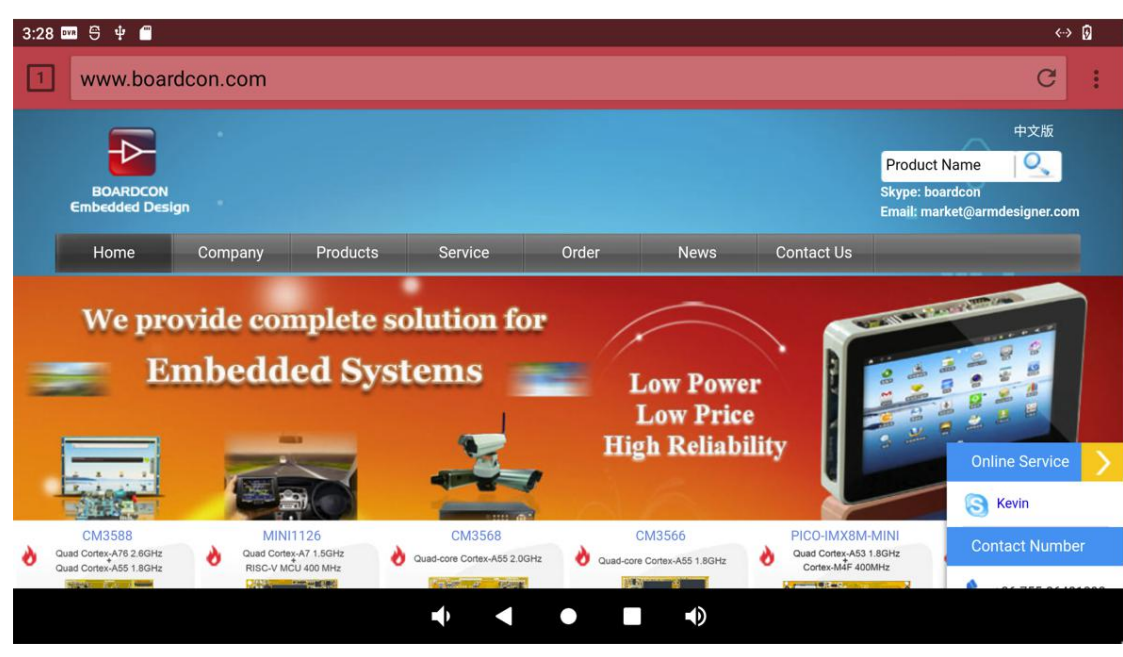 3:28
DVR
1
www.boardcon.com
中文版
Product Name
BOARDCON
Embedded Design
Skype: boardcon
Email: market@armdesigner.com
Home Company Products Service Order News Contact Us
We provide complete solution for
Embedded Systems
Low Power
Low Price
High Reliability
Online Service
Kevin
Contact Number
CM3588
Quad Cortex-A76 2.6GHz
+
Quad Cortex-A55 1.8GHz
MINI1126
Quad Cortex-A7 1.5GHz
+
RISC-V MCU 400 MHz
CM3568
Quad-core Cortex-A55 2.0GHz
CM3566
Quad-core Cortex-A55 1.8GHz
PICO-IMX8M-MINI
Quad Cortex-A53 1.8GHz
+
Cortex-M4F 400MHz